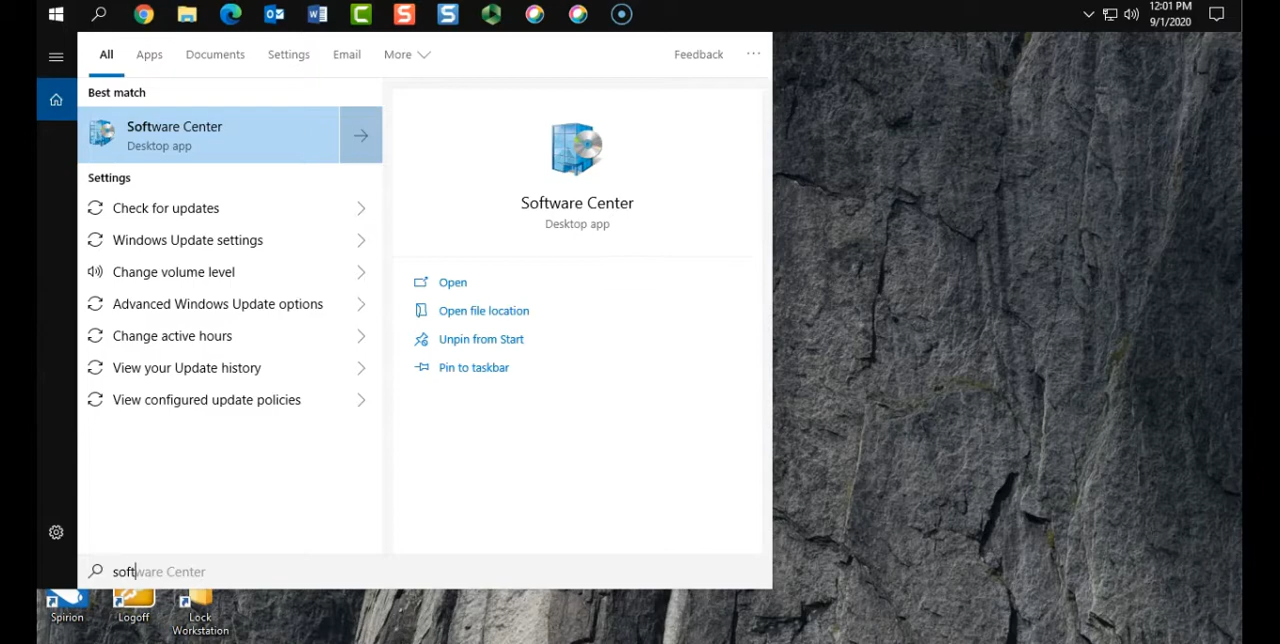 12:01 PM
9/1/2020
All Apps Documents Settings Email More Feedback ...
Best match
Software Center
Desktop app
Settings
Check for updates
Windows Update settings
Change volume level
Advanced Windows Update options
Change active hours
View your Update history
View configured update policies
Software Center
Desktop app
Open
Open file location
Unpin from Start
Pin to taskbar
software Center
Spirion Logoff Lock
Workstation